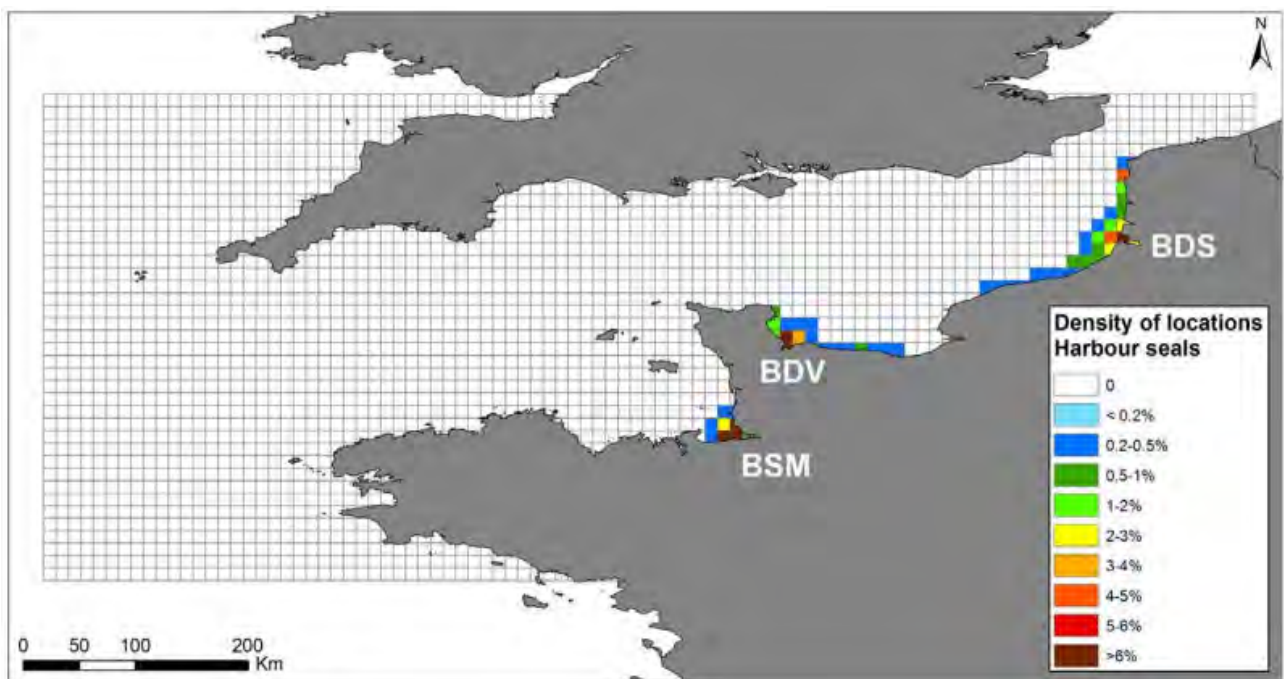 N
BDS
BDV
BSM
Density of locations
Harbour seals
0
< 0.2%
0.2-0.5%
0.5-1%
1-2%
2-3%
3-4%
4-5%
5-6%
>6%
0 50 100 200
Km